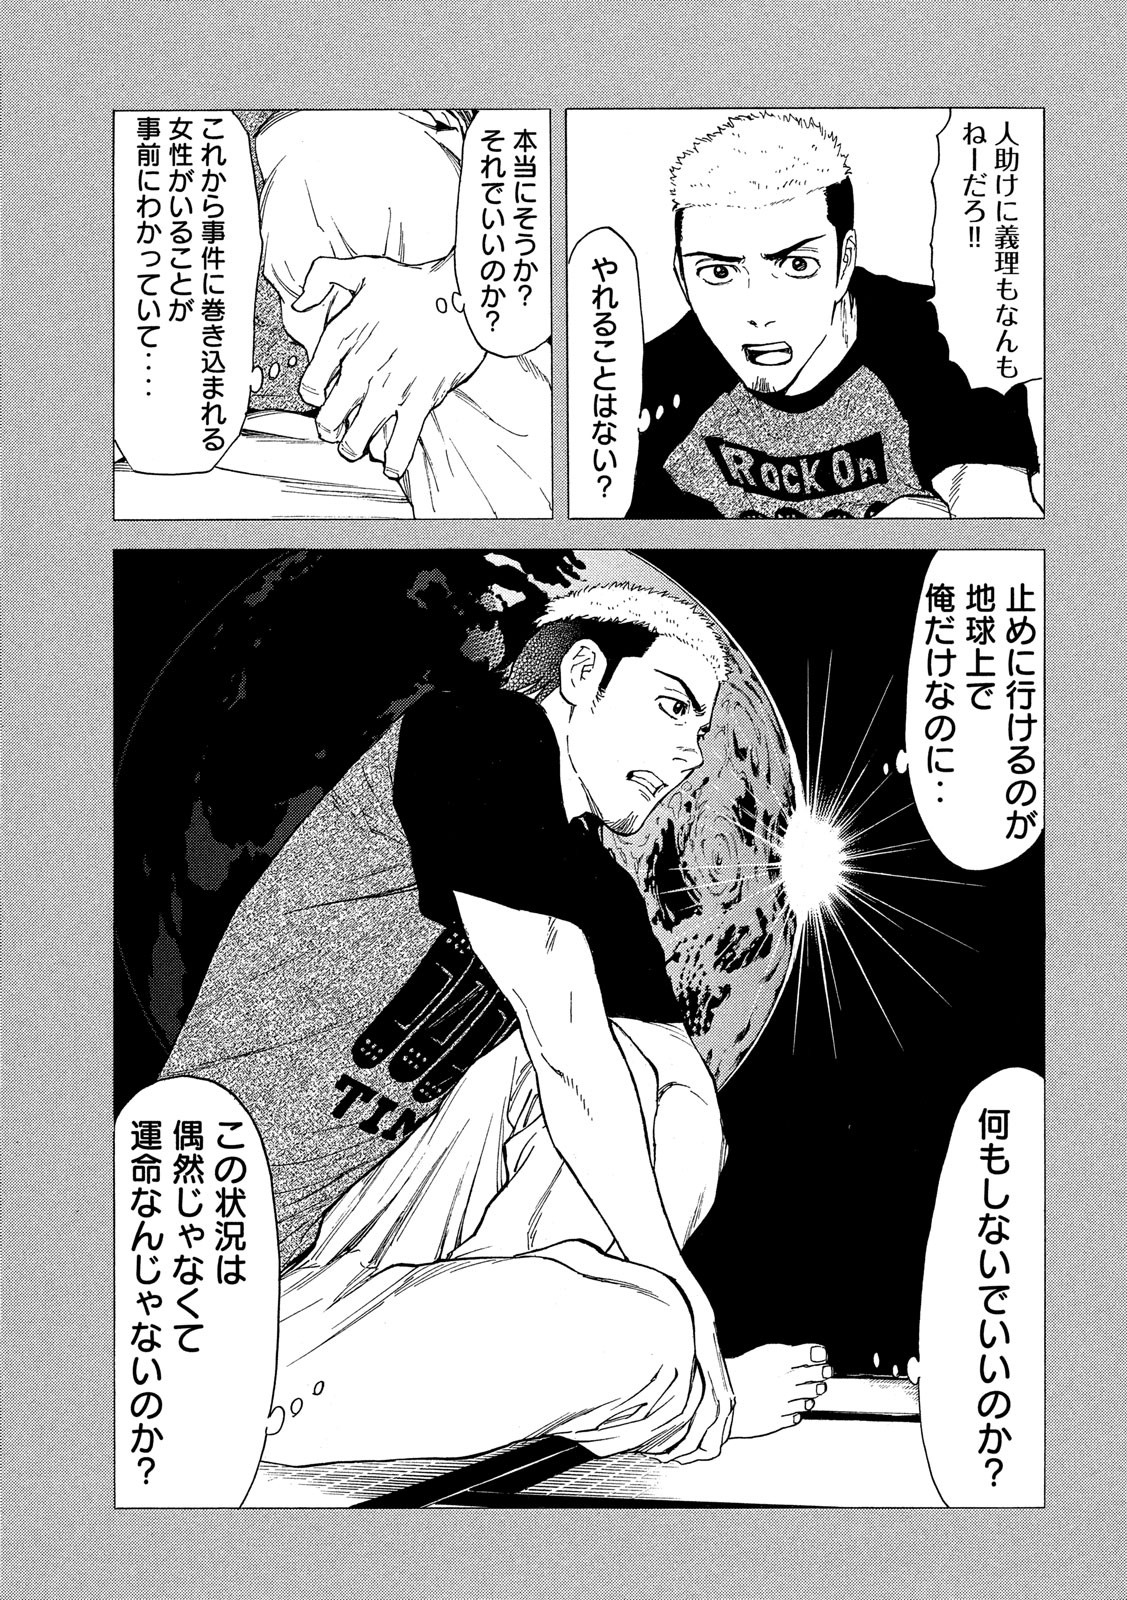 人助けに義理もなんも
ねーだろ!!
Rock On
やれることはない?
本当にそうか?
それでいいのか?
これから事件に巻き込まれる
女性がいることが
事前にわかっていて・・・・
止めに行けるのが
地球上で
俺だけなのに・・
何もしないでいいのか?
TIM
この状況は
偶然じゃなくて
運命なんじゃないのか?